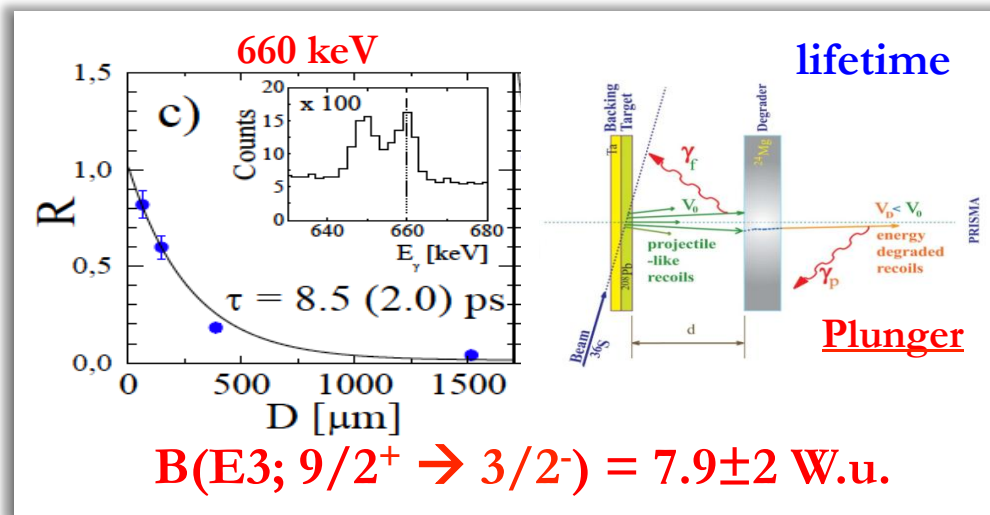 660 keV
lifetime
1,5
1,0
0,5
0,0
R
c)
x 100
20
15
10
5
0
Counts
640
660
680
E_γ [keV]
τ = 8.5 (2.0) ps
0
500
1000
1500
D [μm]
Ta
Backing
Target
208Pb
Degrader
24Mg
γf
V0
projectile
-like
recoils
VD< V0
energy
degraded
recoils
γp
PRISMA
Beam
36S
d
Plunger
B(E3; 9/2⁺ → 3/2⁻) = 7.9±2 W.u.